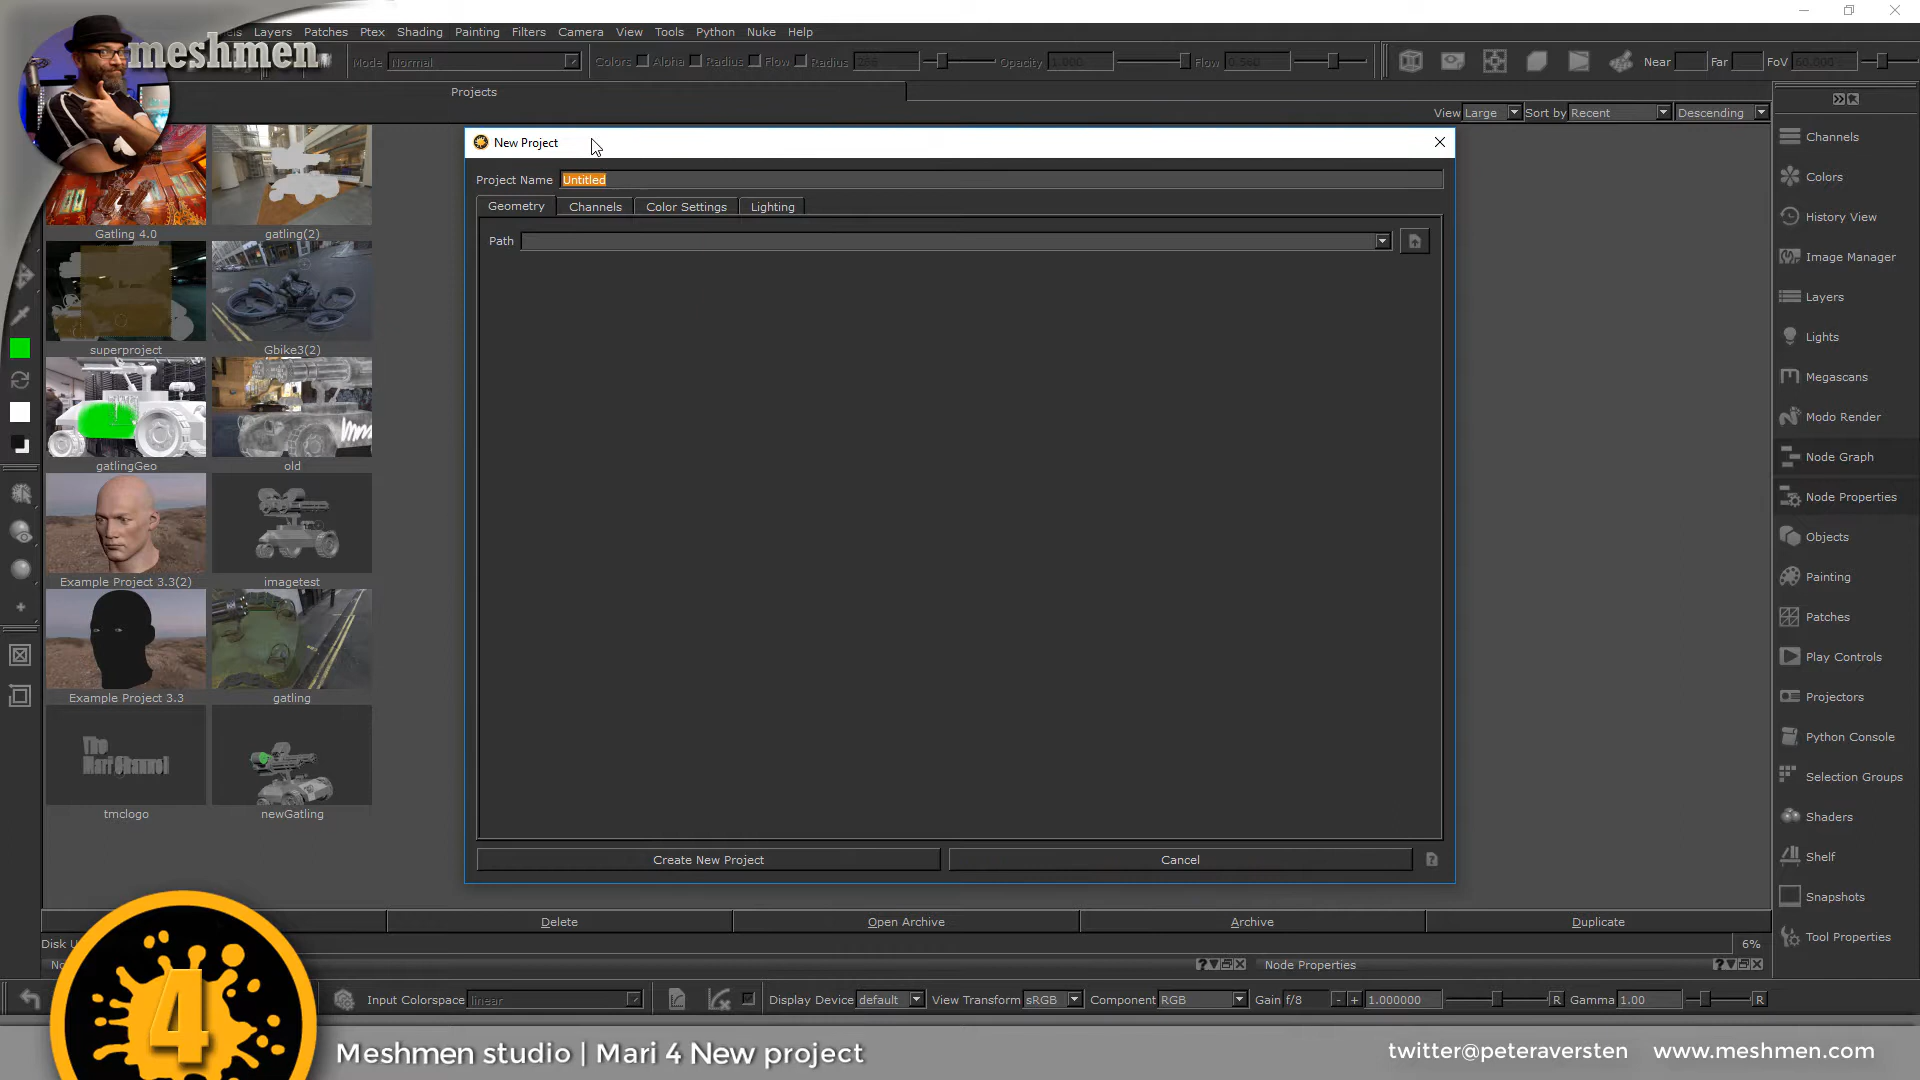 meshmen
Layers Patches Ptex Shading Painting Filters Camera View Tools Python Nuke Help
Mode Normal Colors Alpha Radius Flow Radius Opacity 1.000 Flow Near Far FoV
Projects
View Large Sort by Recent Descending
New Project
Project Name Untitled
Geometry Channels Color Settings Lighting
Path
Gatling 4.0 gatling(2)
superproject Gbike3(2)
gatlingGeo old
Example Project 3.3(2) imagetest
Example Project 3.3 gatling
The
Mari Channel
tmclogo newGatling
Create New Project Cancel
Channels
Colors
History View
Image Manager
Layers
Lights
Megascans
Modo Render
Node Graph
Node Properties
Objects
Painting
Patches
Play Controls
Projectors
Python Console
Selection Groups
Shaders
Shelf
Snapshots
Tool Properties
Delete Open Archive Archive Duplicate
Disk 6%
Node Properties
Input Colorspace linear Display Device default View Transform sRGB Component RGB Gain f/8 - + 1.000000 R Gamma 1.00 R
4
Meshmen studio | Mari 4 New project
twitter@peteraversten www.meshmen.com